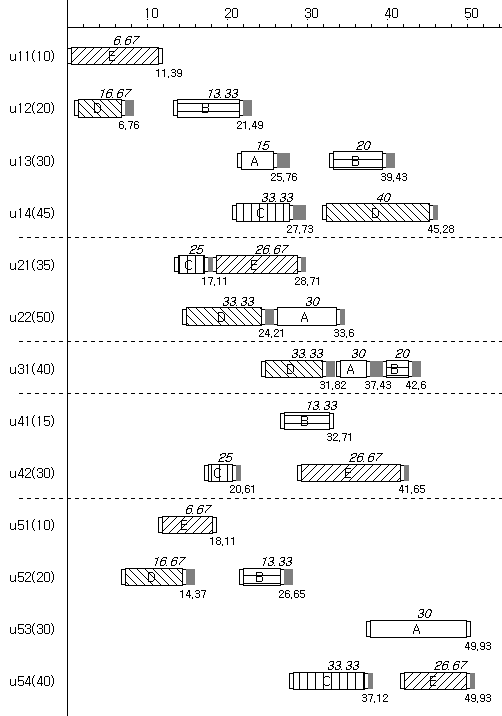 10 20 30 40 50
6.67
u11(10) E
11,39
16.67 13.33
u12(20) D B
6,76 21,49
15 20
u13(30) A B
25,76 39,43
33.33 40
u14(45) C D
27,73 45,28
25 26.67
u21(35) C E
17,11 28,71
33.33 30
u22(50) D A
24,21 33,6
33.33 30 20
u31(40) D A B
31,82 37,43 42,6
13.33
u41(15) B
32,71
25 26.67
u42(30) C E
20,61 41,65
6.67
u51(10) E
18,11
16.67 13.33
u52(20) D B
14,37 26,65
30
u53(30) A
49,93
33.33 26.67
u54(40) C E
37,12 49,93